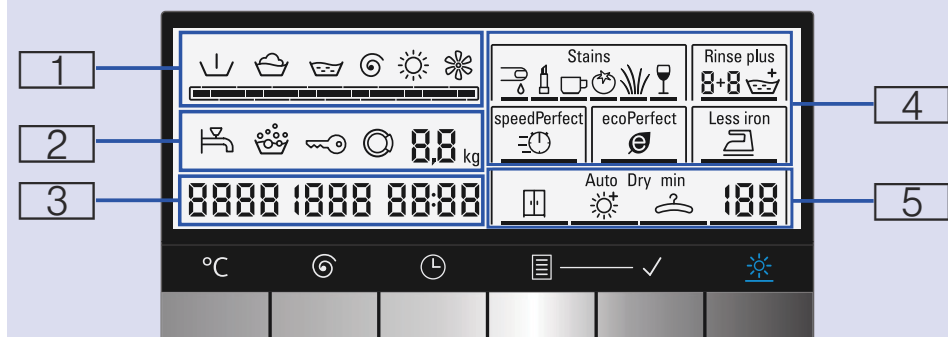 1
2
3
4
5
Stains
Rinse plus
8+8
speedPerfect
ecoPerfect
e
Less iron
8,8 kg
8888 1888 88:88
Auto Dry min
188
°C